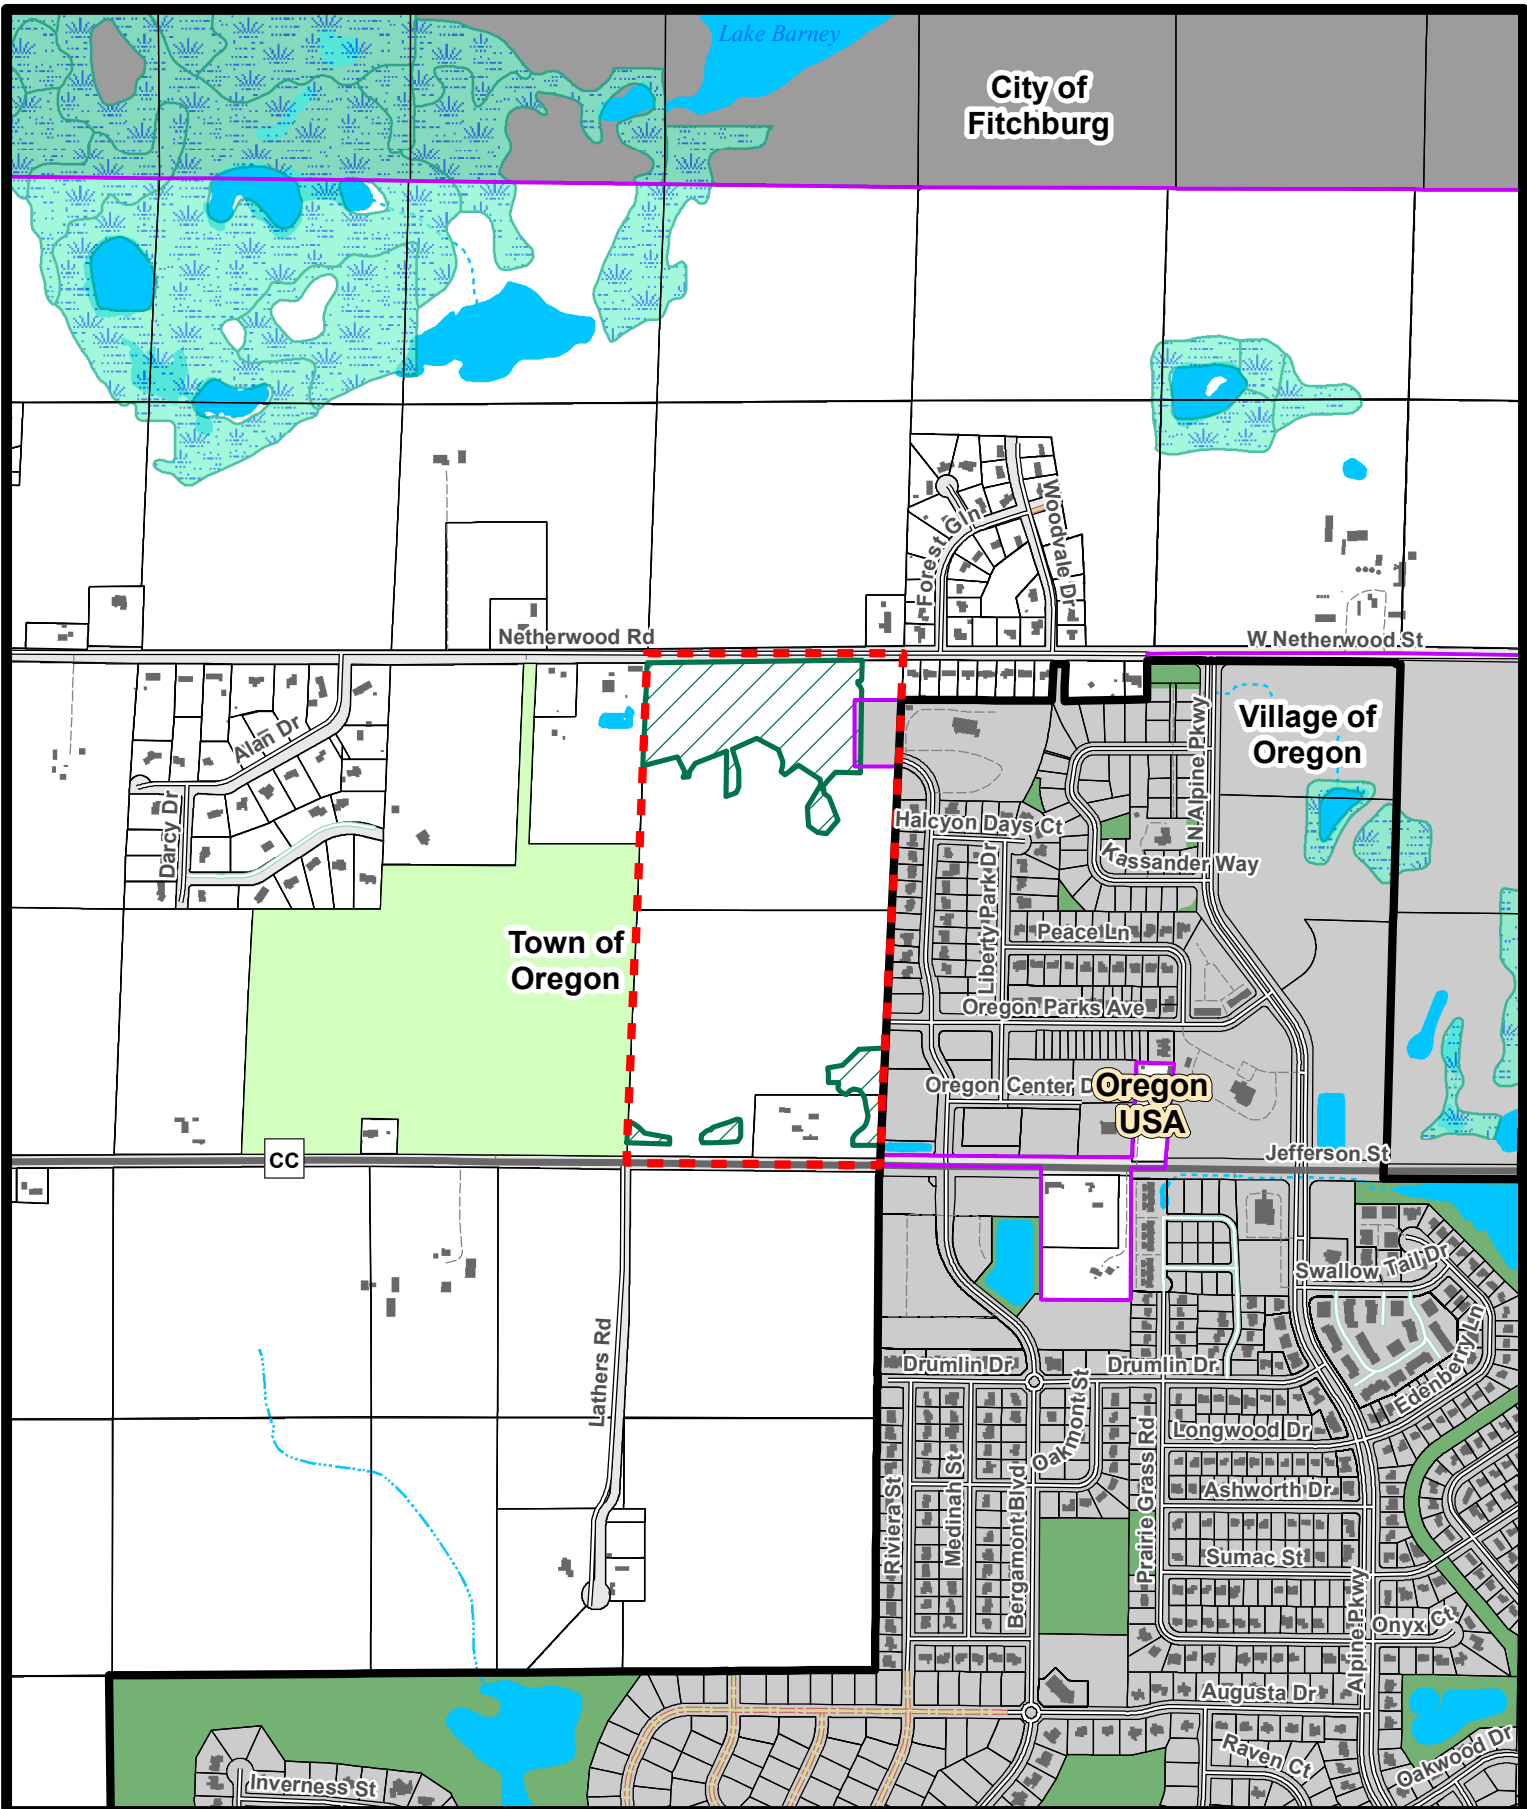 Lake Barney
City of
Fitchburg
Forest Gln
Woodvale Dr
Netherwood Rd
W Netherwood St
Village of
Oregon
Alan Dr
N Alpine Pkwy
Darcy Dr
Halcyon Days Ct
Kassander Way
Liberty Park Dr
Peace Ln
Town of
Oregon
Oregon Parks Ave
Oregon Center D
Oregon
USA
CC
Jefferson St
Swallow Tail Dr
Lathers Rd
Edenberry Ln
Drumlin Dr
Drumlin Dr
Oakmont St
Longwood Dr
Prairie Grass Rd
Ashworth Dr
Riviera St
Medinah St
Bergamont Blvd
Sumac St
Alpine Pkwy
Onyx Ct
Augusta Dr
Raven Ct
Oakwood Dr
Inverness St